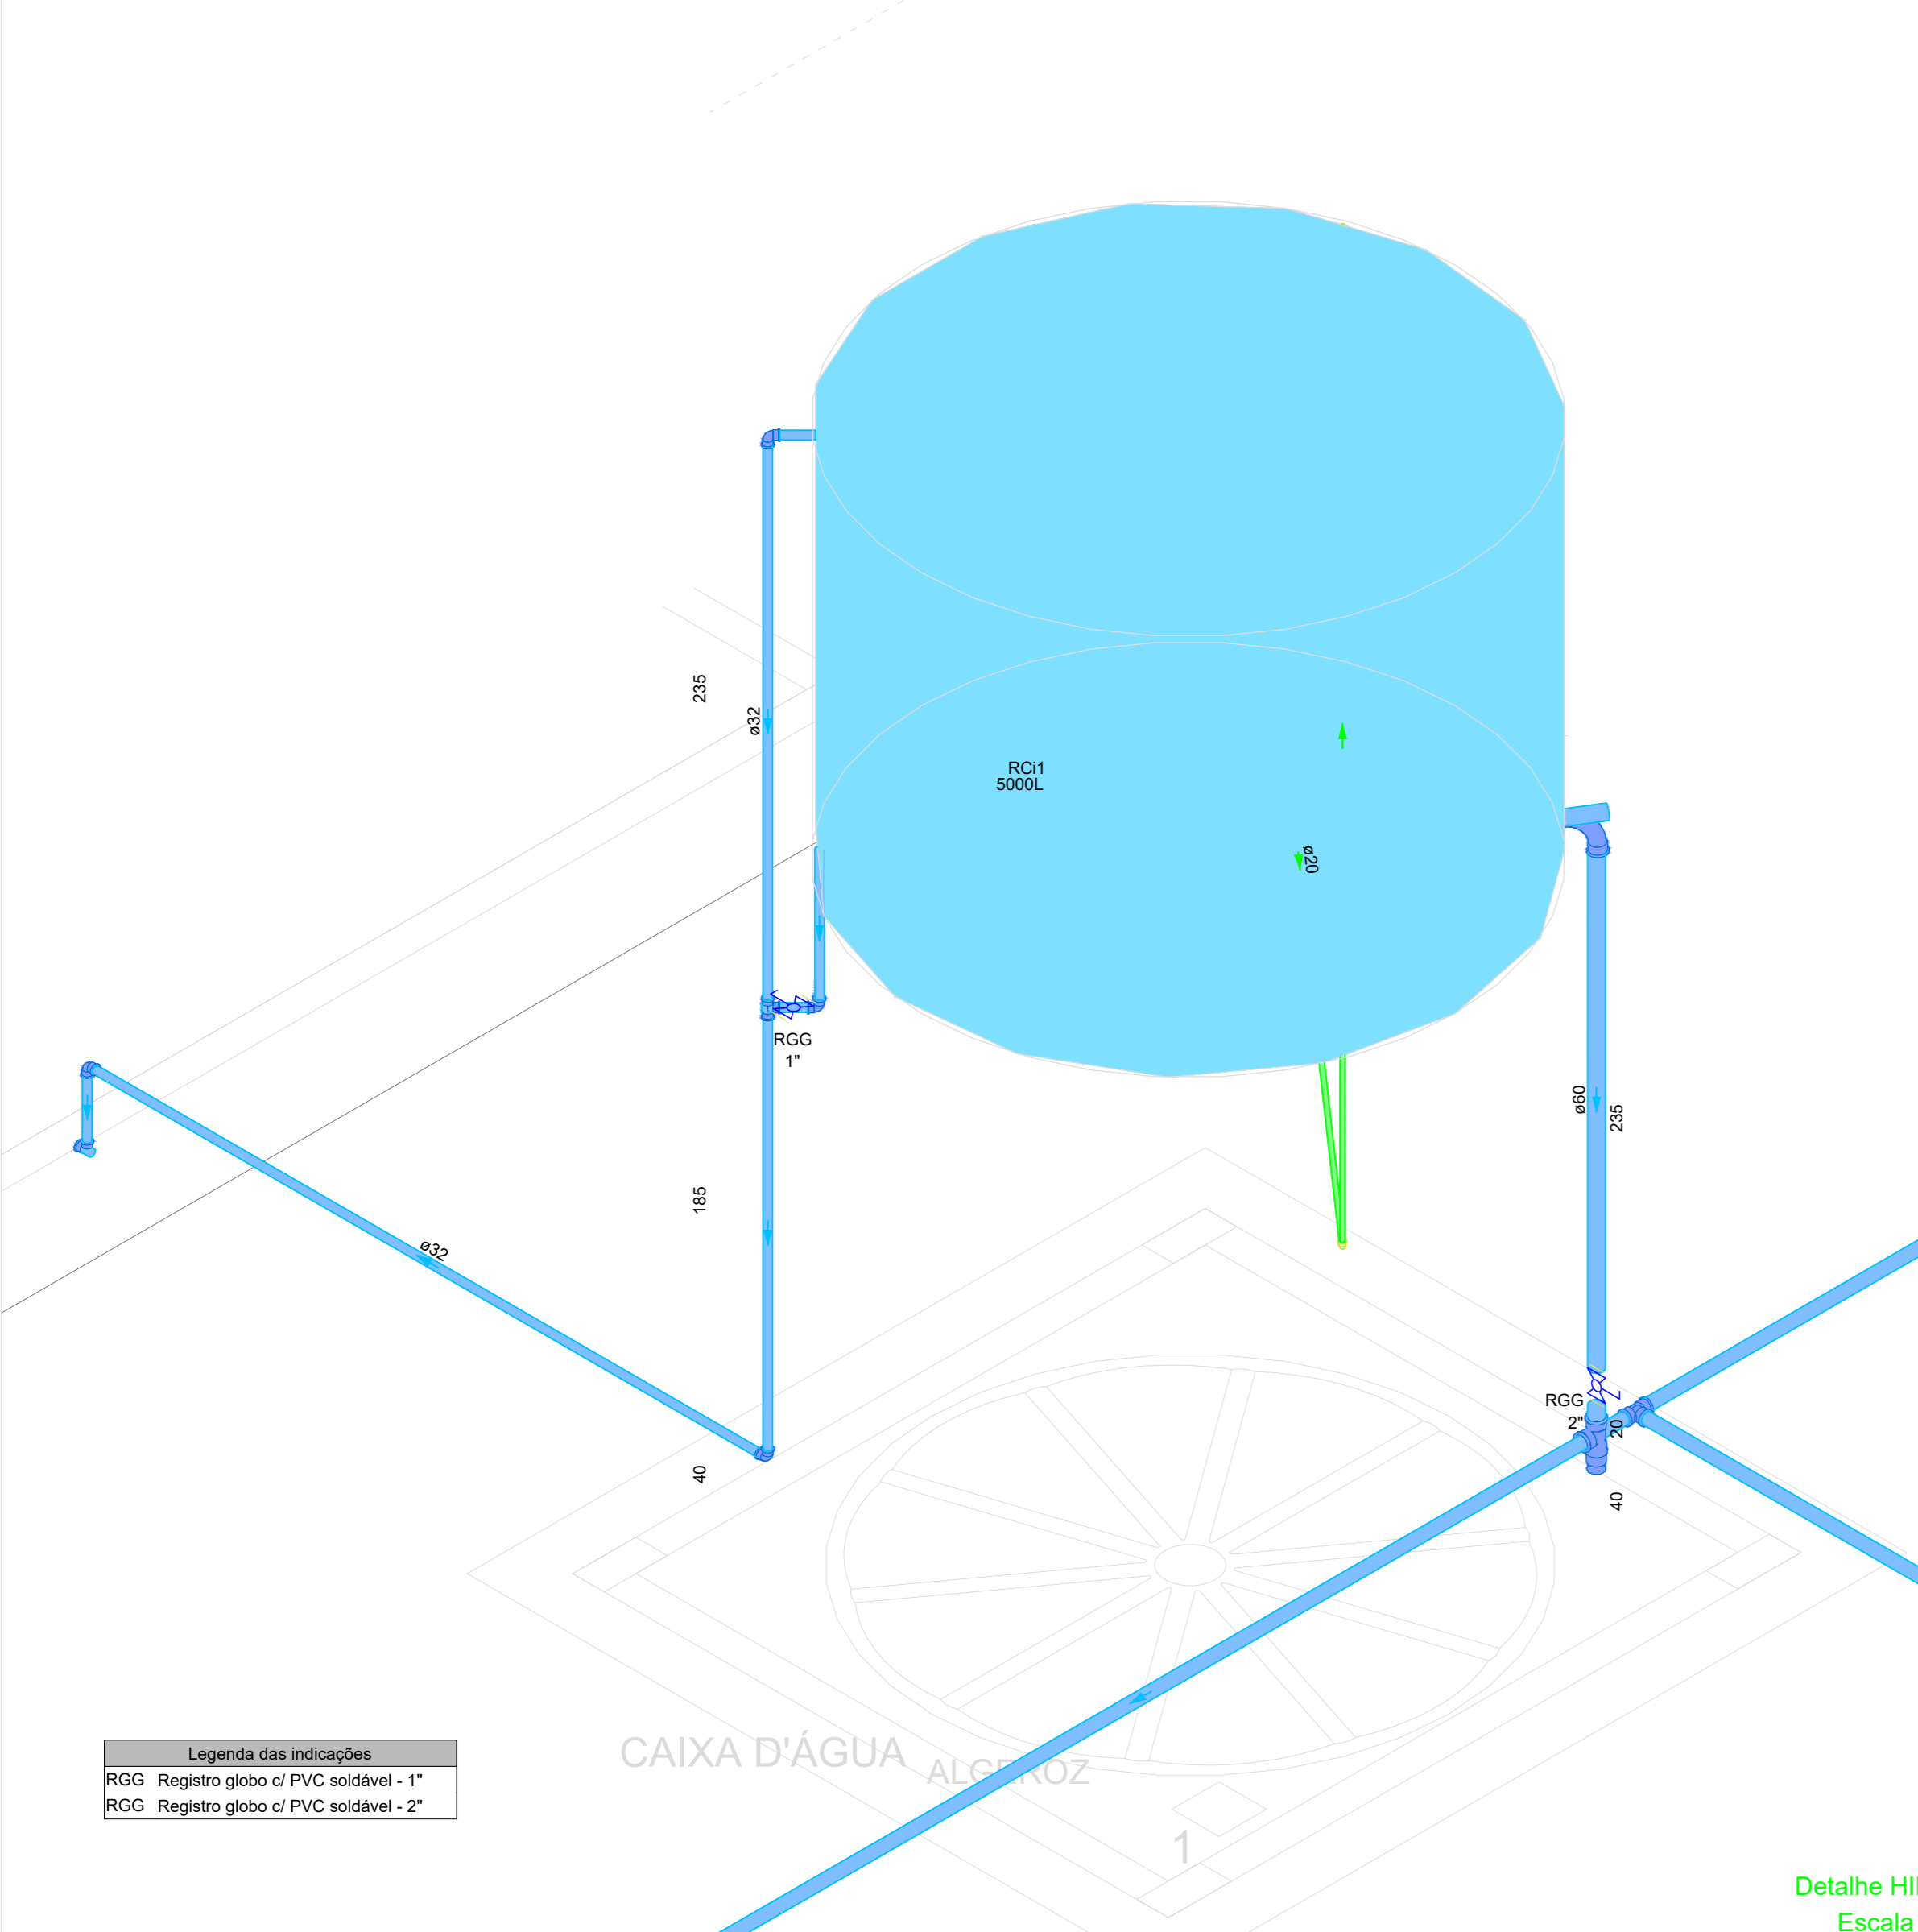 235
ø32
RCi1
5000L
ø20
RGG
1"
ø60
235
185
ø32
RGG
2"
20
40
40
CAIXA D'ÁGUA
ALGEROZ
1
Legenda das indicações
RGG Registro globo c/ PVC soldável - 1"
RGG Registro globo c/ PVC soldável - 2"
Detalhe
Escala